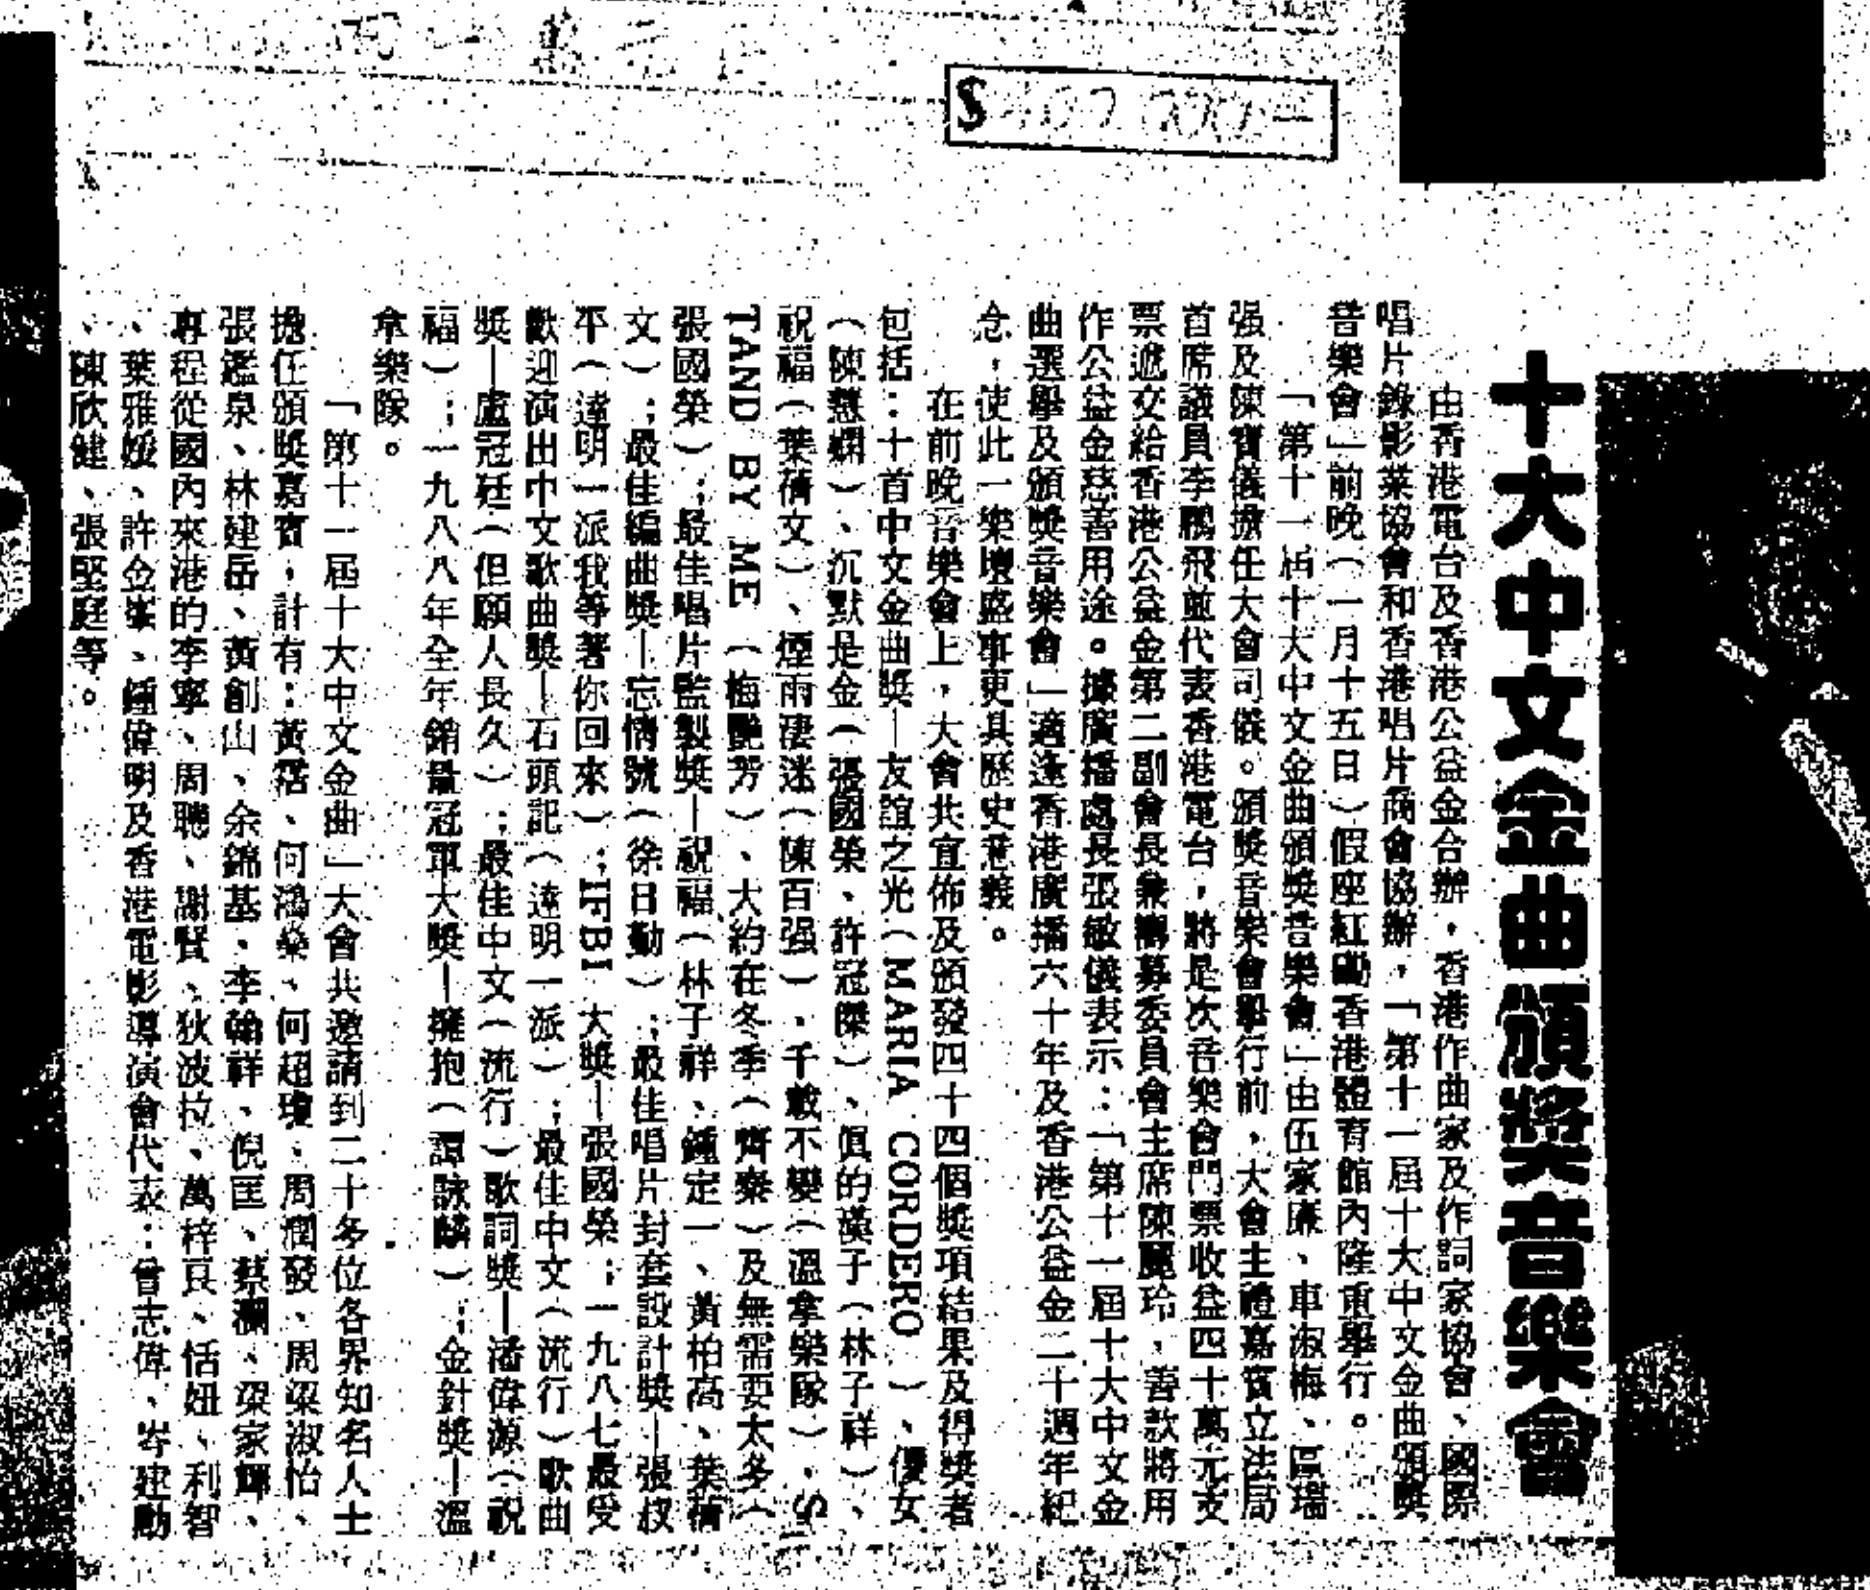 十大中文金曲頒獎音樂會
由香港電台及香港公益金合辦，香港作曲家及作詞家協會、國際
唱片錄影業協會和香港唱片商會協辦，「第十一屆十大中文金曲頒獎
音樂會」前晚（一月十五日）假座紅磡香港體育館內隆重舉行。
「第十一屆十大中文金曲頒獎音樂會」由伍家廉、車淑梅、區瑞
强及陳寶儀擔任大會司儀。頒獎音樂會舉行前，大會主禮嘉賓立法局
首席議員李鵬飛並代表香港電台，將是次音樂會門票收益四十萬元支
票遞交給香港公益金第二副會長兼籌募委員會主席陳麗玲，善款將用
作公益金慈善用途。據廣播處長張敏儀表示：「第十一屆十大中文金
曲選舉及頒獎音樂會」適逢香港廣播六十年及香港公益金二十週年紀
念，使此一樂壇盛事更具歷史意義。
在前晚音樂會上，大會共宣佈及頒發四十四個獎項結果及得獎者
包括：十首中文金曲獎—友誼之光（MARIA CORDERO）、傻女
（陳慧嫻）、沉默是金（張國榮、許冠傑）、真的漢子（林子祥）、
祝福（葉蒨文）、煙雨凄迷（陳百强）、千載不變（溫拿樂隊）、S
TAND BY ME（梅艷芳）、大約在冬季（齊秦）及無需要太多（
張國榮）；最佳唱片監製獎—祝福（林子祥、鍾定一、黃柏高、葉蒨
文）；最佳編曲獎—忘情號（徐日勤）；最佳唱片封套設計獎—張叔
平（達明一派我等著你回來）；IFBI大獎—張國榮；一九八七最受
歡迎演出中文歌曲獎—石頭記（達明一派）；最佳中文（流行）歌曲
獎—盧冠廷（但願人長久）；最佳中文（流行）歌詞獎—潘偉源（祝
福）；一九八八年全年銷量冠軍大獎—擁抱（譚詠麟）；金針獎—溫
拿樂隊。
「第十一屆十大中文金曲」大會共邀請到二十多位各界知名人士
擔任頒獎嘉賓，計有：黃霑、何鴻燊、何超瓊、周潤發、周梁淑怡、
張鑑泉、林建岳、黃創山、余錦基、李翰祥、倪匡、蔡瀾、梁家輝、
專程從國內來港的李寧、周聰、謝賢、狄波拉、萬梓良、恬妞、利智
、葉雅媛、許金峯、鍾偉明及香港電影導演會代表：曾志偉、岑建勳
、陳欣健、張堅庭等。